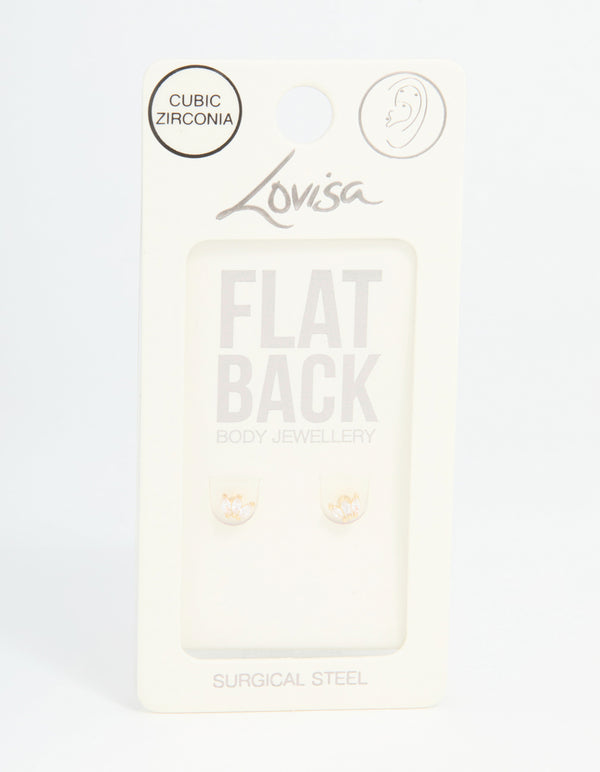 CUBIC
ZIRCONIA
Lovisa
FLAT
BACK
BODY JEWELLERY
SURGICAL STEEL